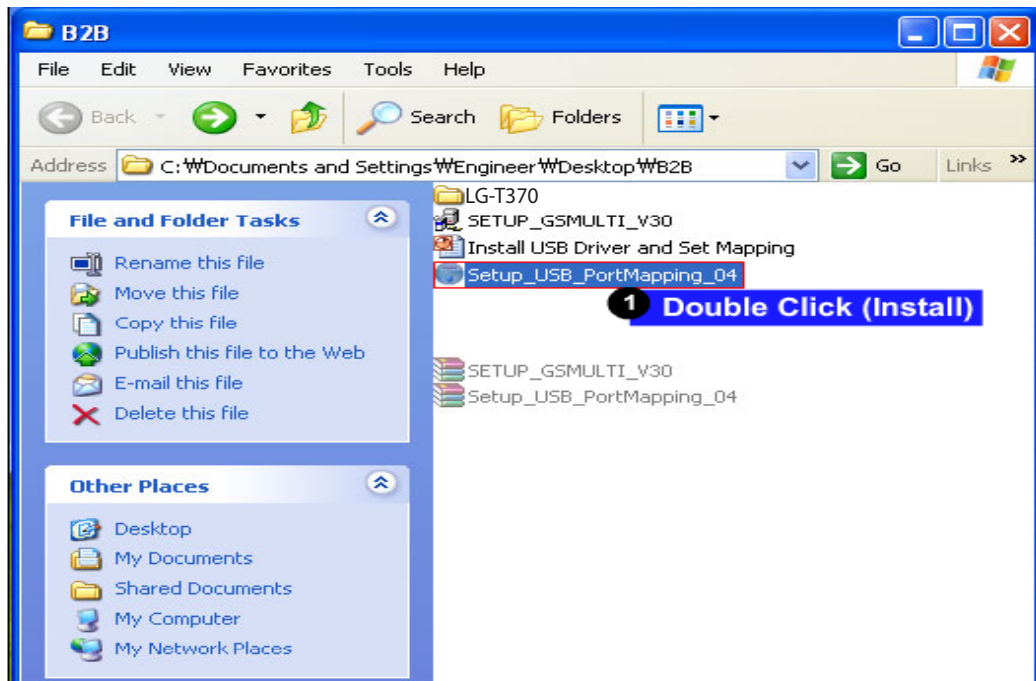 B2B
File Edit View Favorites Tools Help
Back Search Folders
Address C:₩Documents and Settings₩Engineer₩Desktop₩B2B Go Links »
File and Folder Tasks
Rename this file
Move this file
Copy this file
Publish this file to the Web
E-mail this file
Delete this file
Other Places
Desktop
My Documents
Shared Documents
My Computer
My Network Places
LG-T370
SETUP_GSMULTI_V30
Install USB Driver and Set Mapping
Setup_USB_PortMapping_04
1 Double Click (Install)
SETUP_GSMULTI_V30
Setup_USB_PortMapping_04